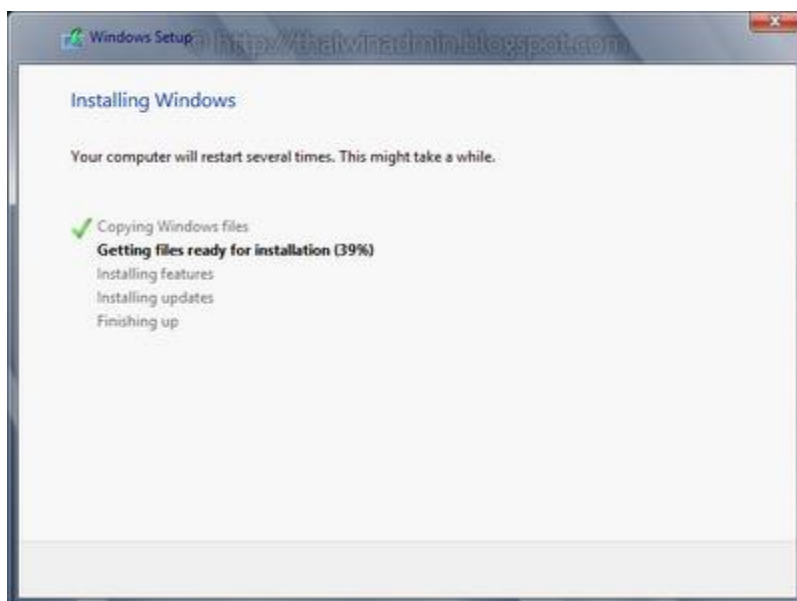 Windows Setup
© http://thaiwinadmin.blogspot.com
Installing Windows
Your computer will restart several times. This might take a while.
Copying Windows files
Getting files ready for installation (39%)
Installing features
Installing updates
Finishing up